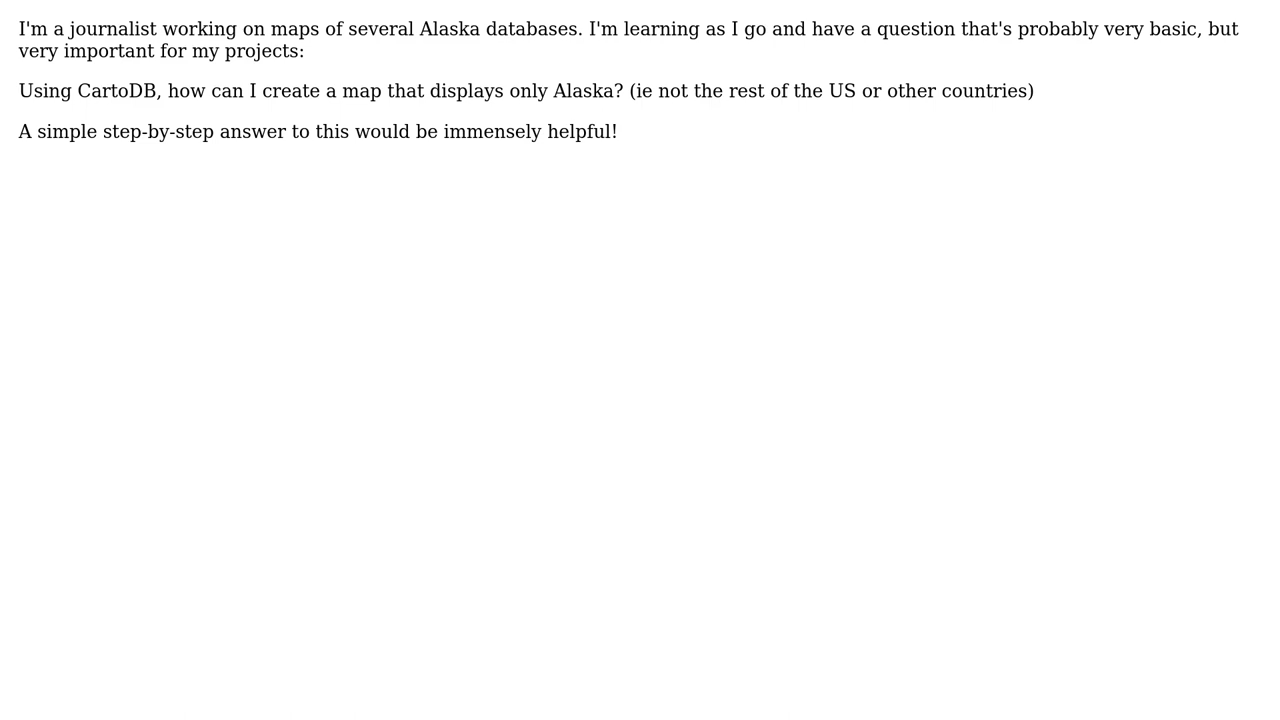 I'm a journalist working on maps of several Alaska databases. I'm learning as I go and have a question that's probably very basic, but
very important for my projects:
Using CartoDB, how can I create a map that displays only Alaska? (ie not the rest of the US or other countries)
A simple step-by-step answer to this would be immensely helpful!